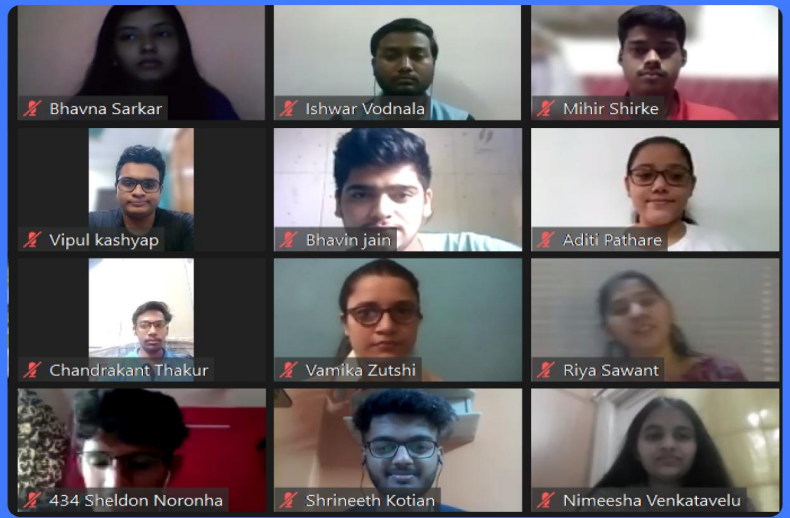 Bhavna Sarkar
Ishwar Vodnala
Mihir Shirke
Vipul kashyap
Bhavin jain
Aditi Pathare
Chandrakant Thakur
Vamika Zutshi
Riya Sawant
434 Sheldon Noronha
Shrineeth Kotian
Nimeesha Venkatavelu